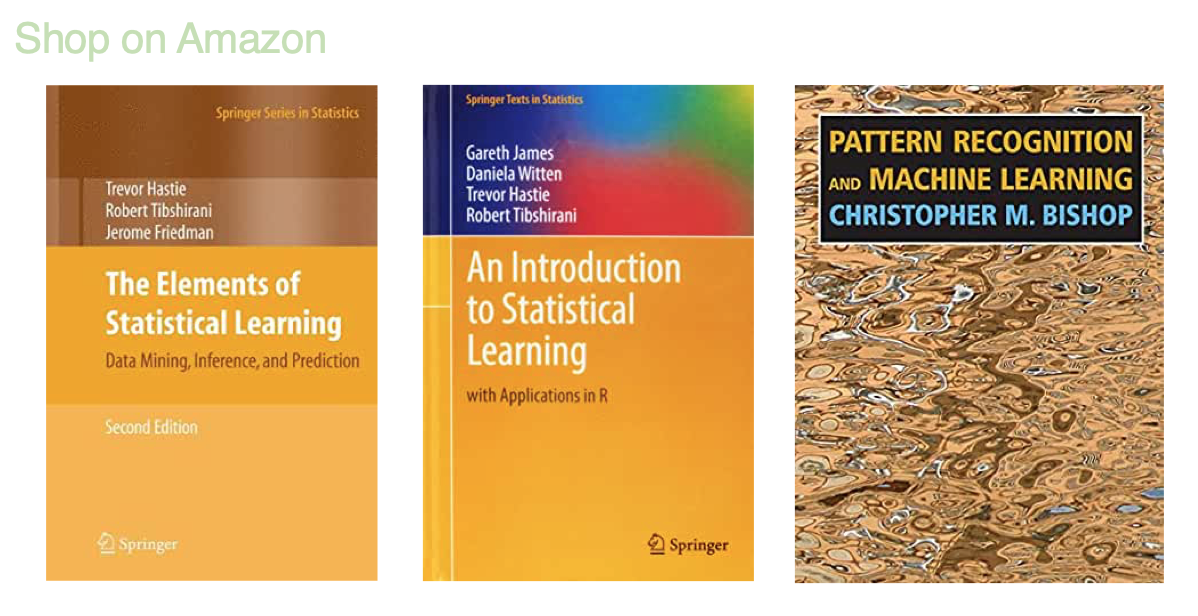 Shop on Amazon
Springer Series in Statistics
Trevor Hastie
Robert Tibshirani
Jerome Friedman
The Elements of
Statistical Learning
Data Mining, Inference, and Prediction
Second Edition
Springer
Springer Texts in Statistics
Gareth James
Daniela Witten
Trevor Hastie
Robert Tibshirani
An Introduction
to Statistical
Learning
with Applications in R
Springer
PATTERN RECOGNITION
AND MACHINE LEARNING
CHRISTOPHER M. BISHOP